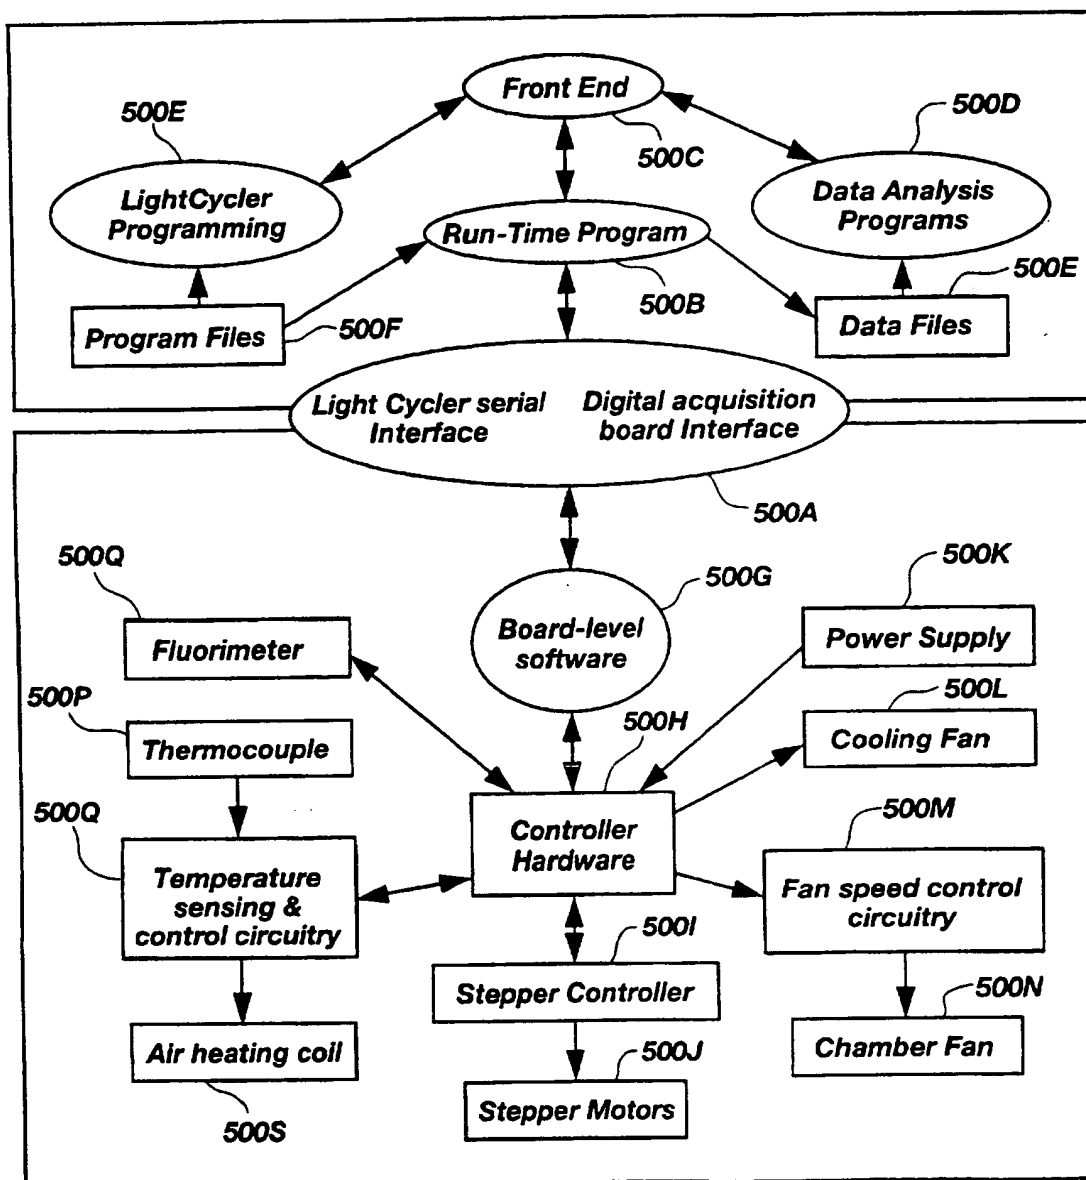 Front End
500E
500D
500C
LightCycler
Programming
Data Analysis
Programs
Run-Time Program
500E
500B
Program Files
500F
Data Files
Light Cycler serial
Interface
Digital acquisition
board Interface
500A
500Q
500G
500K
Fluorimeter
Board-level
software
Power Supply
500P
500L
500H
Thermocouple
Cooling Fan
500Q
500M
Controller
Hardware
Temperature
sensing &
control circuitry
Fan speed control
circuitry
500I
Stepper Controller
500N
Air heating coil
Chamber Fan
500J
Stepper Motors
500S